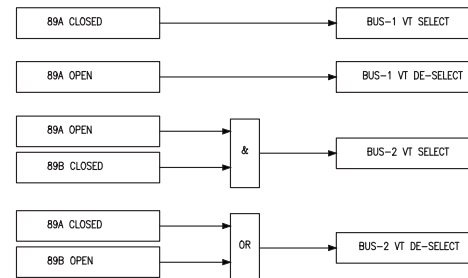 89A CLOSED
BUS-1 VT SELECT
89A OPEN
BUS-1 VT DE-SELECT
89A OPEN
89B CLOSED
&
BUS-2 VT SELECT
89A CLOSED
89B OPEN
OR
BUS-2 VT DE-SELECT